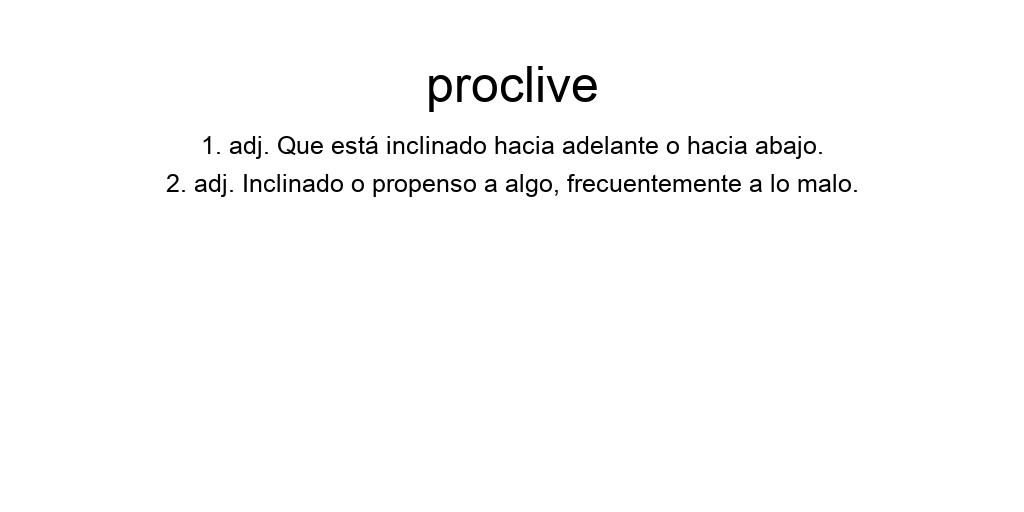 proclive
1. adj. Que está inclinado hacia adelante o hacia abajo.
2. adj. Inclinado o propenso a algo, frecuentemente a lo malo.